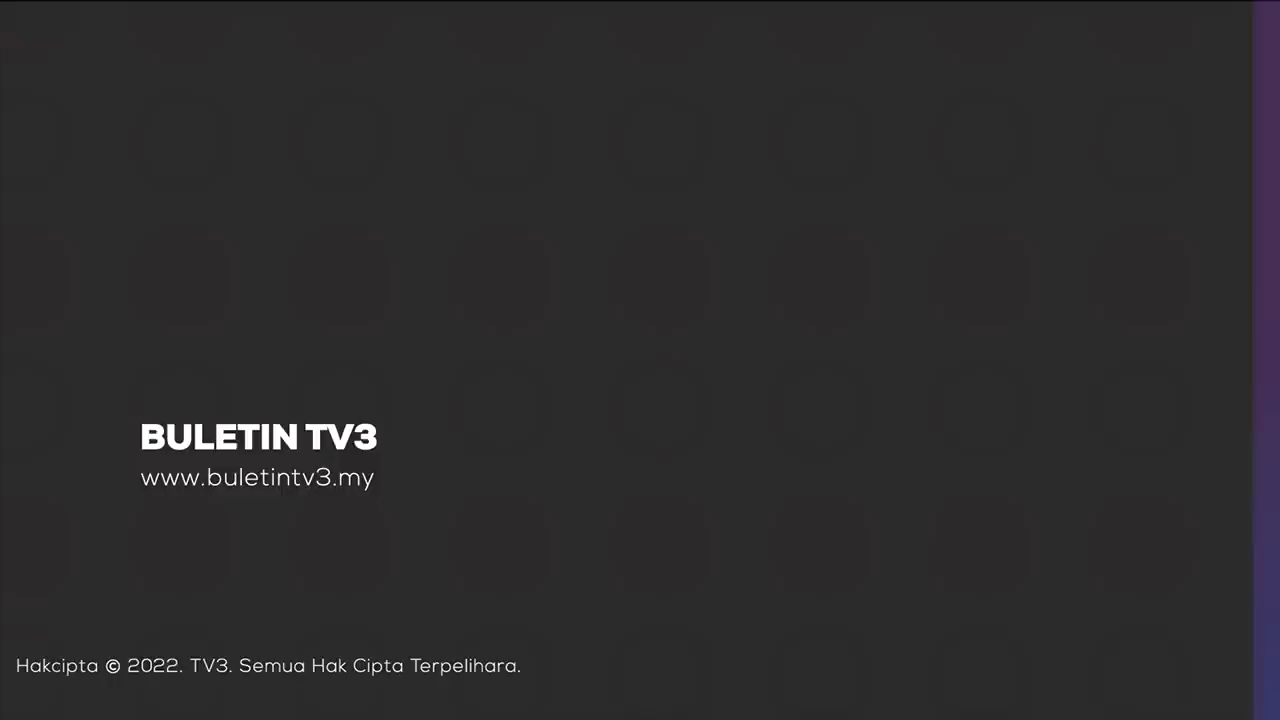 BULETIN TV3
www.buletintv3.my
Hakcipta © 2022. TV3. Semua Hak Cipta Terpelihara.